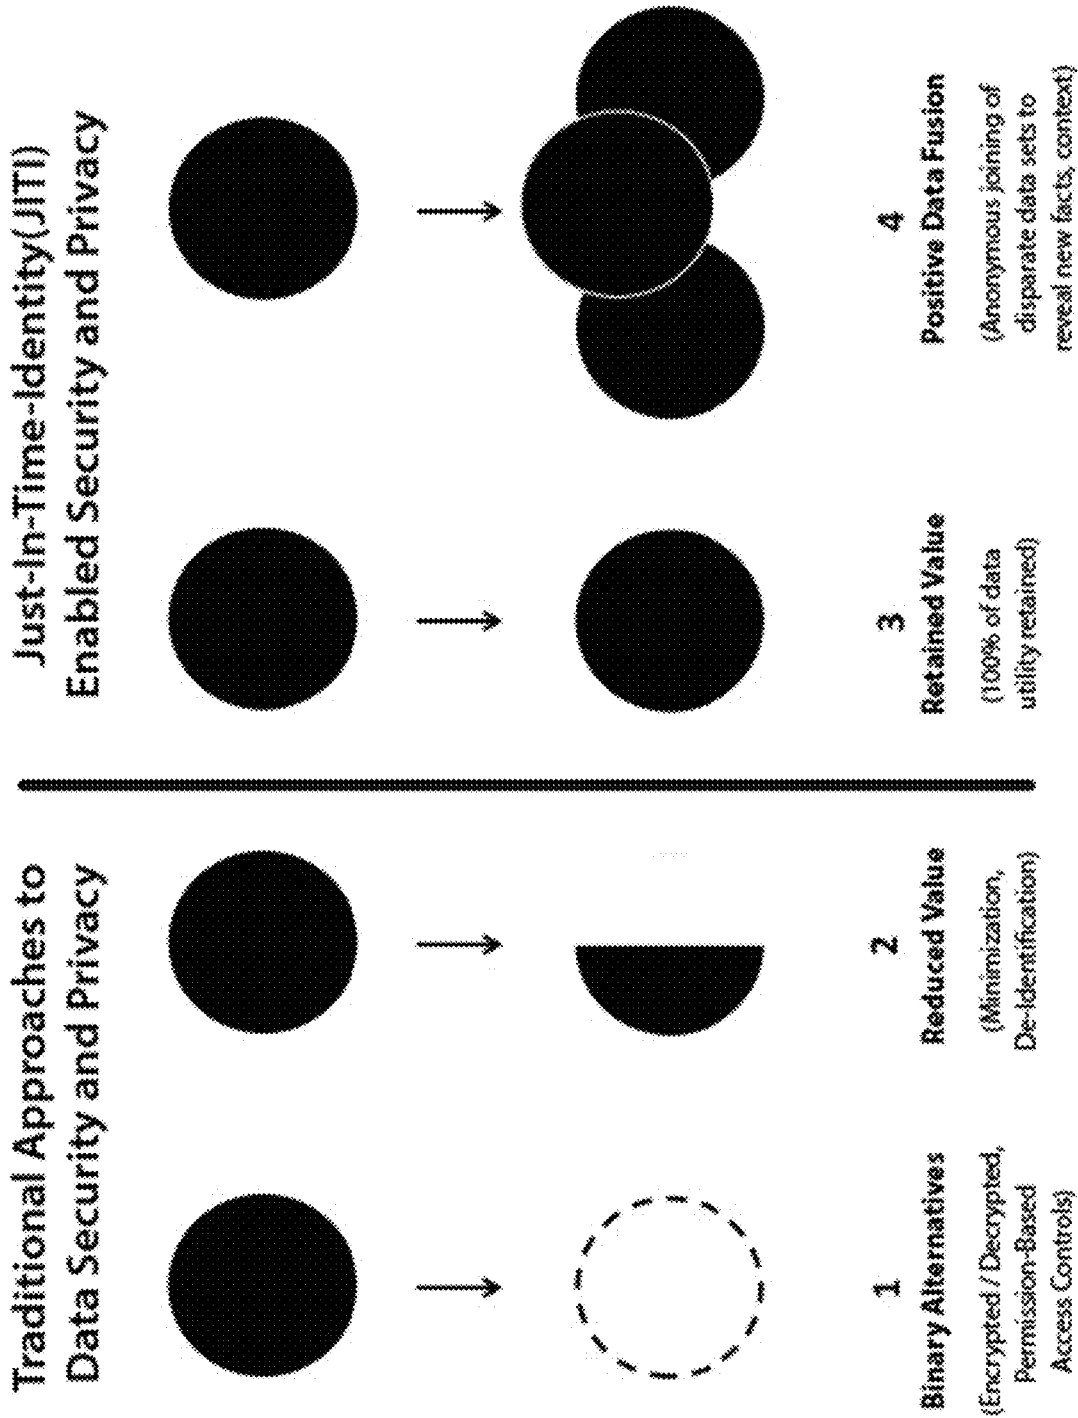 Traditional Approaches to
Data Security and Privacy
1
Binary Alternatives
(Encrypted / Decrypted,
Permission-Based
Access Controls)
2
Reduced Value
(Minimization,
De-Identification)
Just-In-Time-Identity(JITI)
Enabled Security and Privacy
3
Retained Value
(100% of data
utility retained)
4
Positive Data Fusion
(Anonymous joining of
disparate data sets to
reveal new facts, context)